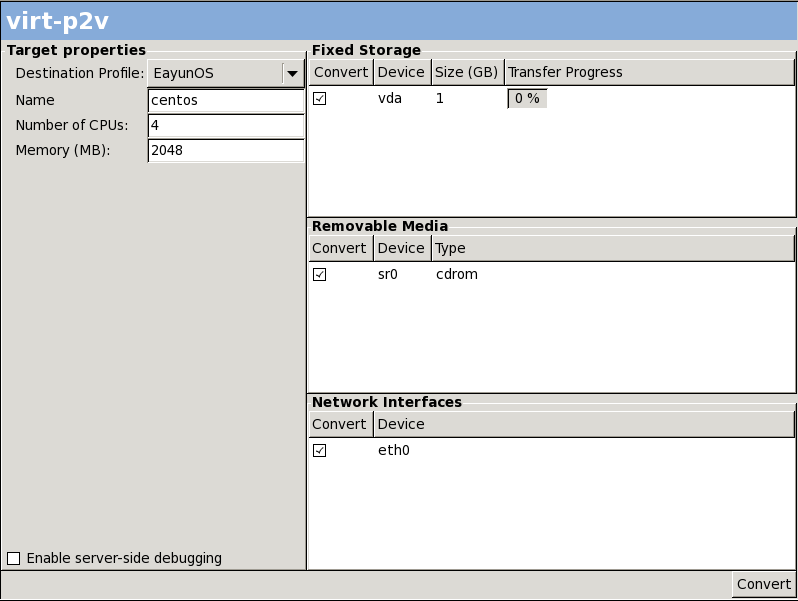 virt-p2v
Target properties
Destination Profile: EayunOS
Name centos
Number of CPUs: 4
Memory (MB): 2048
Enable server-side debugging
Fixed Storage
Convert Device Size (GB) Transfer Progress
vda 1 0 %
Removable Media
Convert Device Type
sr0 cdrom
Network Interfaces
Convert Device
eth0
Convert